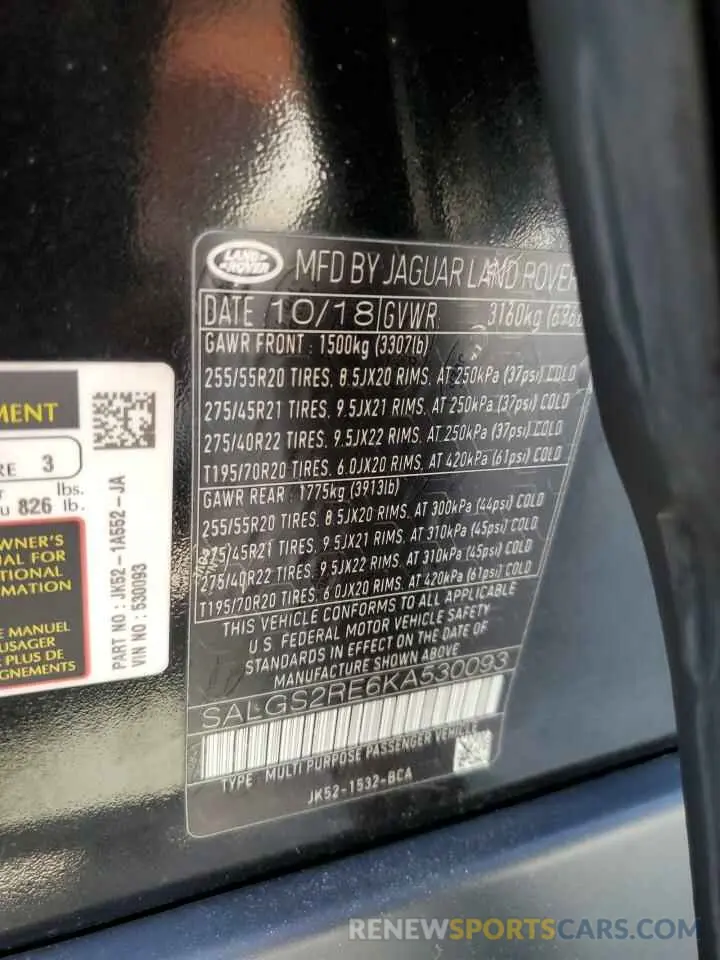 LAND
ROVER
MFD BY JAGUAR LAND ROVER
DATE 10/18 GVWR 3160kg
GAWR FRONT : 1500kg (3307lb)
255/55R20 TIRES, 8.5JX20 RIMS, AT 250kPa (37psi) COLD
275/45R21 TIRES, 9.5JX21 RIMS, AT 250kPa (37psi) COLD
275/40R22 TIRES, 9.5JX22 RIMS, AT 250kPa (37psi) COLD
T195/70R20 TIRES, 6.0JX20 RIMS, AT 420kPa (61psi) COLD
GAWR REAR : 1775kg (3913lb)
255/55R20 TIRES, 8.5JX20 RIMS, AT 300kPa (44psi) COLD
275/45R21 TIRES, 9.5JX21 RIMS, AT 310kPa (45psi) COLD
275/40R22 TIRES, 9.5JX22 RIMS, AT 310kPa (45psi) COLD
T195/70R20 TIRES, 6.0JX20 RIMS, AT 420kPa (61psi) COLD
THIS VEHICLE CONFORMS TO ALL APPLICABLE
U.S. FEDERAL MOTOR VEHICLE SAFETY
STANDARDS IN EFFECT ON THE DATE OF
MANUFACTURE SHOWN ABOVE
SALGS2RE6KA530093
TYPE : MULTI PURPOSE PASSENGER VEHICLE
JK52-1532-BCA
MENT
RE 3
lbs.
u 826 lb.
WNER'S
UAL FOR
TIONAL
RMATION
E MANUEL
USAGER
PLUS DE
GNEMENTS
PART NO : JK52-1A552-JA
VIN NO : 530093
RENEWSPORTSCARS.COM